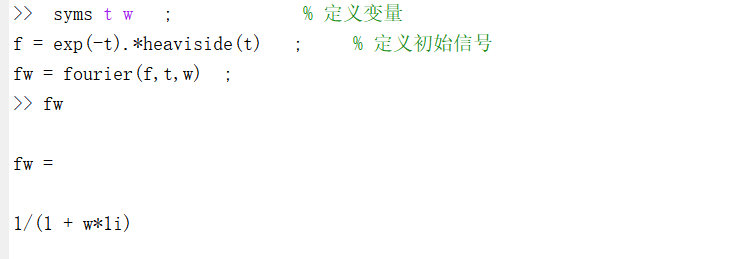 >> syms t w ; % 定义变量
f = exp(-t).*heaviside(t) ; % 定义初始信号
fw = fourier(f,t,w) ;
>> fw
fw =
1/(1 + w*1i)